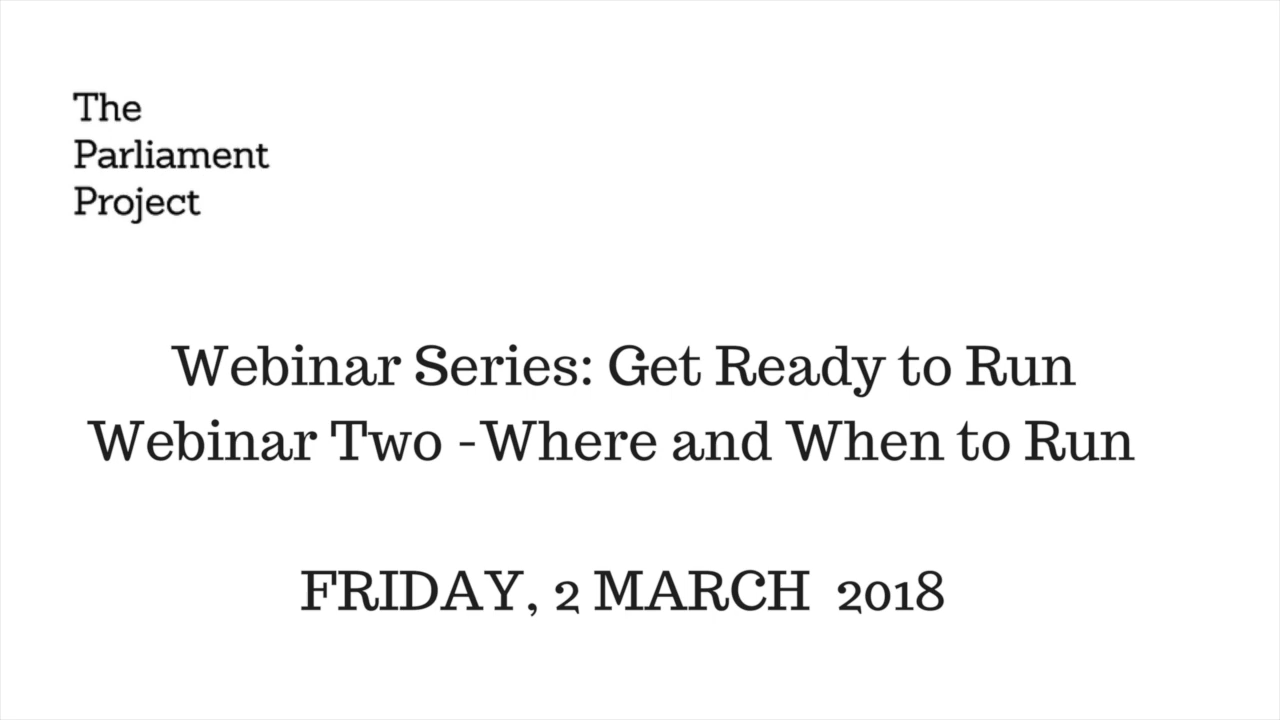 The
Parliament
Project
Webinar Series: Get Ready to Run
Webinar Two -Where and When to Run
FRIDAY, 2 MARCH 2018